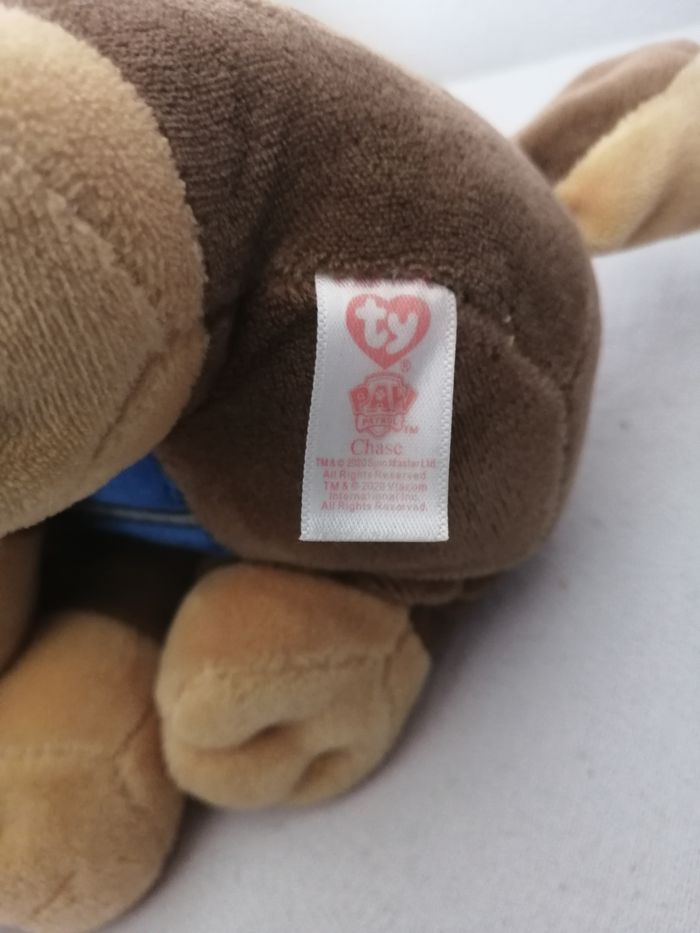 ty
®
PAW
PATROL
TM
Chase
TM & © 2020 Spin Master Ltd.
All Rights Reserved.
TM & © 2020 Viacom
International Inc.
All Rights Reserved.